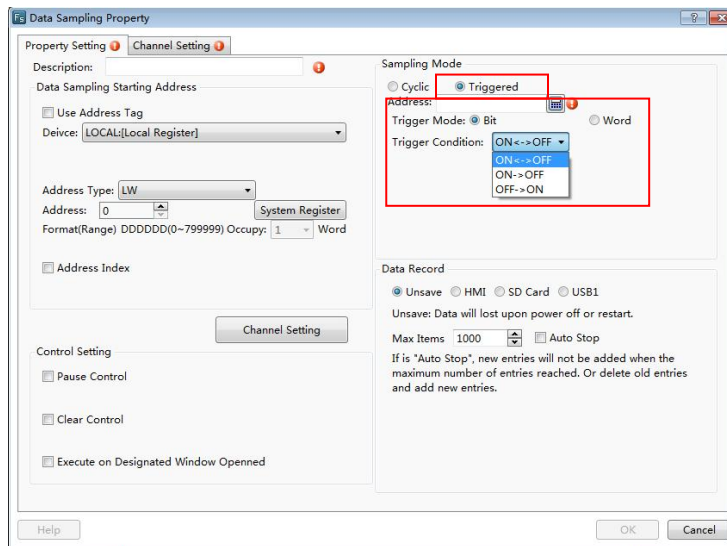 Fs Data Sampling Property
Property Setting Channel Setting
Description:
Data Sampling Starting Address
Use Address Tag
Deivce: LOCAL:[Local Register]
Address Type: LW
Address: 0 System Register
Format(Range) DDDDDD(0~799999) Occupy: 1 Word
Address Index
Channel Setting
Control Setting
Pause Control
Clear Control
Execute on Designated Window Openned
Sampling Mode
Cyclic Triggered
Address:
Trigger Mode: Bit Word
Trigger Condition: ON<->OFF
ON<->OFF
ON->OFF
OFF->ON
Data Record
Unsave HMI SD Card USB1
Unsave: Data will lost upon power off or restart.
Max Items 1000 Auto Stop
If is "Auto Stop", new entries will not be added when the
maximum number of entries reached. Or delete old entries
and add new entries.
Help OK Cancel